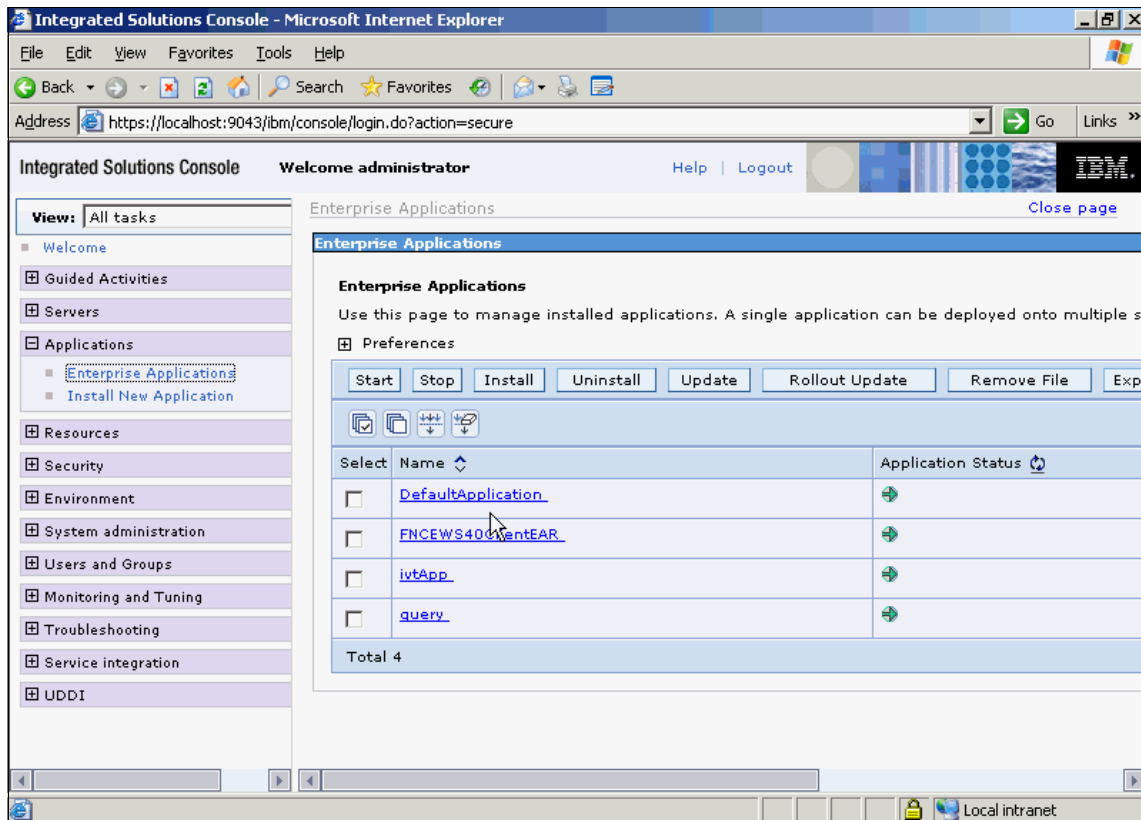 Integrated Solutions Console - Microsoft Internet Explorer
File Edit View Favorites Tools Help
Back Search Favorites
Address https://localhost:9043/ibm/console/login.do?action=secure Go Links »
Integrated Solutions Console Welcome administrator Help | Logout IBM.
View: All tasks
Welcome
Guided Activities
Servers
Applications
Enterprise Applications
Install New Application
Resources
Security
Environment
System administration
Users and Groups
Monitoring and Tuning
Troubleshooting
Service integration
UDDI
Enterprise Applications Close page
Enterprise Applications
Enterprise Applications
Use this page to manage installed applications. A single application can be deployed onto multiple s
Preferences
Start Stop Install Uninstall Update Rollout Update Remove File Exp
Select Name Application Status
DefaultApplication
FNCEWS40ClientEAR
ivtApp
query
Total 4
Local intranet